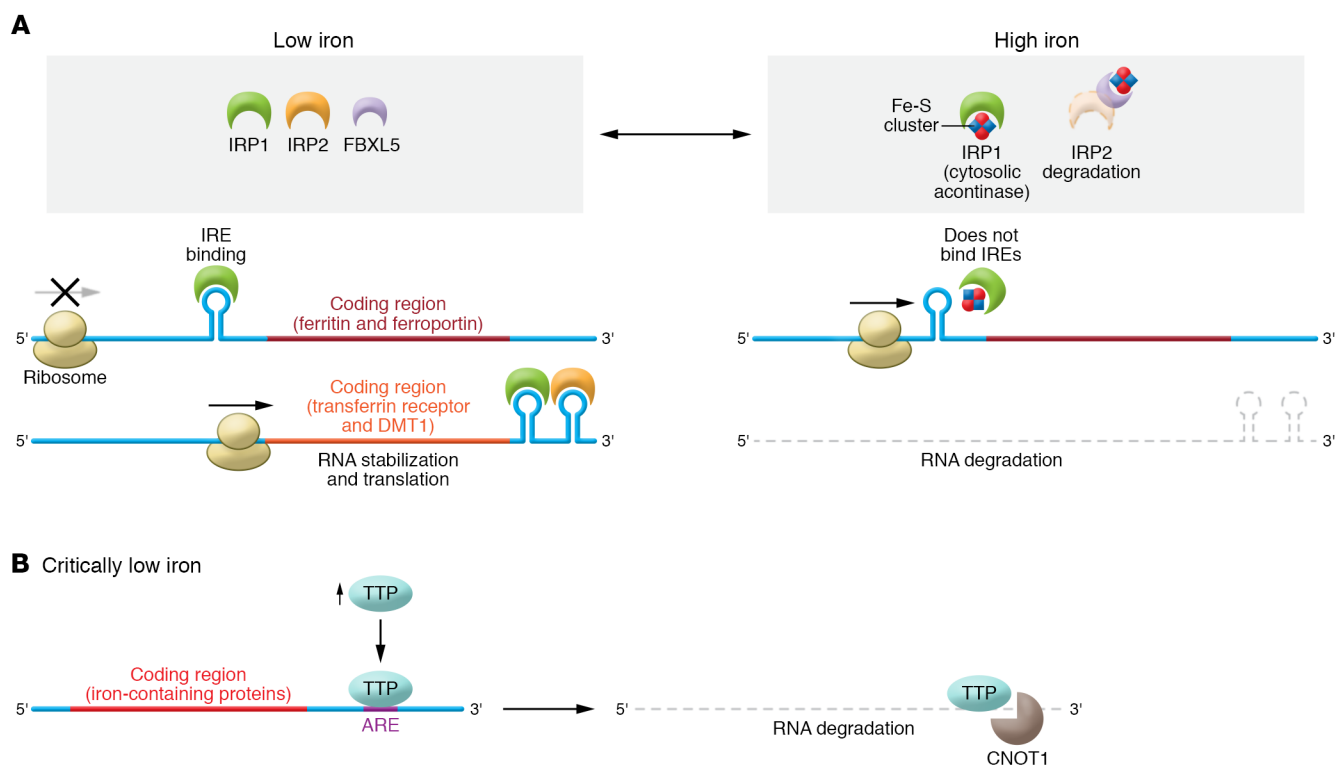 A
Low iron
High iron
IRP1
IRP2
FBXL5
Fe-S
cluster
IRP1
(cytosolic
acontinase)
IRP2
degradation
IRE
binding
Does not
bind IREs
Coding region
(ferritin and ferroportin)
5'
3'
Ribosome
5'
3'
Coding region
(transferrin receptor
and DMT1)
5'
3'
RNA stabilization
and translation
5'
3'
RNA degradation
B
Critically low iron
TTP
Coding region
(iron-containing proteins)
TTP
5'
3'
ARE
5'
TTP
3'
RNA degradation
CNOT1